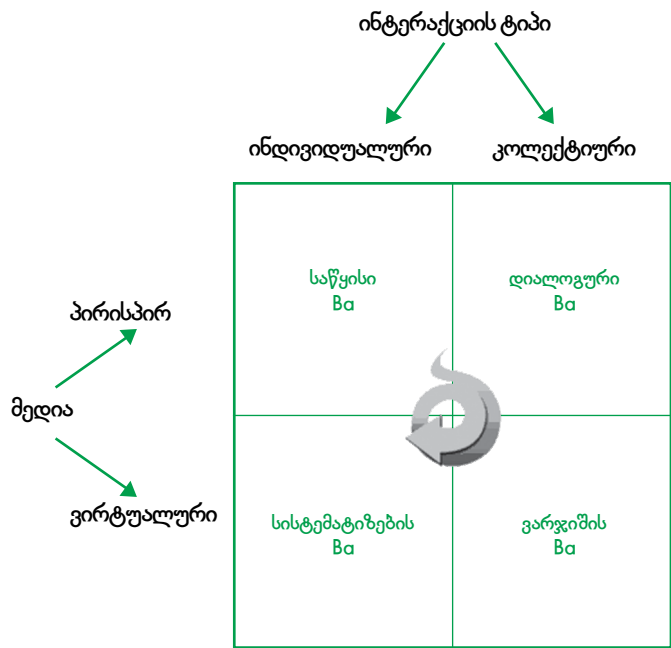 ინტერაქციის ტიპი
ინდივიდუალური კოლექტიური
საწყისი
Ba
დიალოგური
Ba
პირისპირ
მედია
ვირტუალური
სისტემატიზების
Ba
ვარჯიშის
Ba